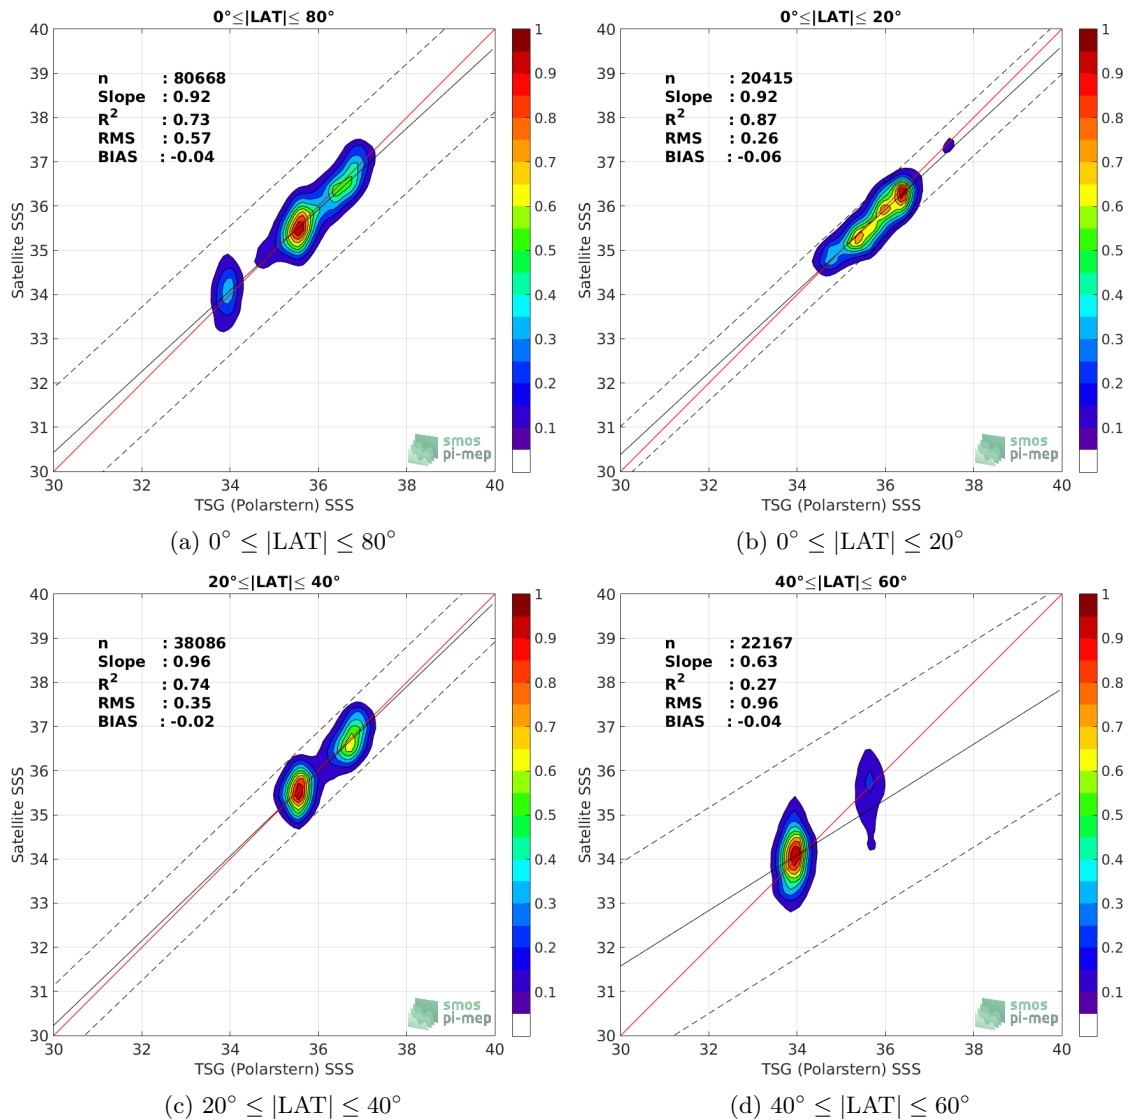 0°≤|LAT|≤ 80°
40
39
38
37
36
35
34
33
32
31
30
Satellite SSS
n : 80668
Slope : 0.92
R² : 0.73
RMS : 0.57
BIAS : -0.04
smos
pi-mep
30 32 34 36 38 40
TSG (Polarstern) SSS
1
0.9
0.8
0.7
0.6
0.5
0.4
0.3
0.2
0.1
(a) 0° ≤ |LAT| ≤ 80°
0°≤|LAT|≤ 20°
40
39
38
37
36
35
34
33
32
31
30
Satellite SSS
n : 20415
Slope : 0.92
R² : 0.87
RMS : 0.26
BIAS : -0.06
smos
pi-mep
30 32 34 36 38 40
TSG (Polarstern) SSS
1
0.9
0.8
0.7
0.6
0.5
0.4
0.3
0.2
0.1
(b) 0° ≤ |LAT| ≤ 20°
20°≤|LAT|≤ 40°
40
39
38
37
36
35
34
33
32
31
30
Satellite SSS
n : 38086
Slope : 0.96
R² : 0.74
RMS : 0.35
BIAS : -0.02
smos
pi-mep
30 32 34 36 38 40
TSG (Polarstern) SSS
1
0.9
0.8
0.7
0.6
0.5
0.4
0.3
0.2
0.1
(c) 20° ≤ |LAT| ≤ 40°
40°≤|LAT|≤ 60°
40
39
38
37
36
35
34
33
32
31
30
Satellite SSS
n : 22167
Slope : 0.63
R² : 0.27
RMS : 0.96
BIAS : -0.04
smos
pi-mep
30 32 34 36 38 40
TSG (Polarstern) SSS
1
0.9
0.8
0.7
0.6
0.5
0.4
0.3
0.2
0.1
(d) 40° ≤ |LAT| ≤ 60°